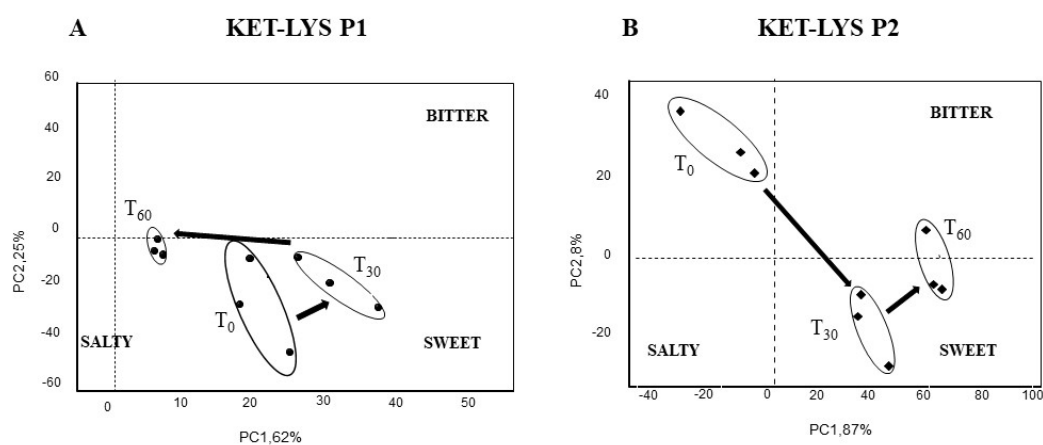 A KET-LYS P1
60
40
20
0
-20
-40
-60
PC2,25%
BITTER
T60
T30
T0
SALTY
SWEET
0 10 20 30 40 50
PC1,62%
B KET-LYS P2
40
20
0
-20
PC2,8%
BITTER
T0
T60
T30
SALTY
SWEET
-40 -20 0 20 40 60 80 100
PC1,87%